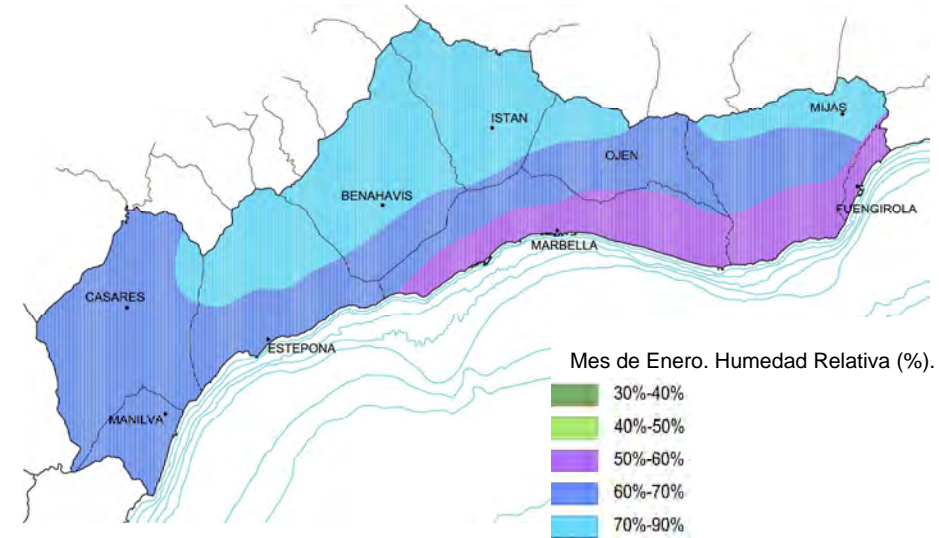 MIJAS
ISTAN
OJEN
BENAHAVIS
FUENGIROLA
MARBELLA
CASARES
ESTEPONA
MANILVA
Mes de Enero. Humedad Relativa (%).
30%-40%
40%-50%
50%-60%
60%-70%
70%-90%